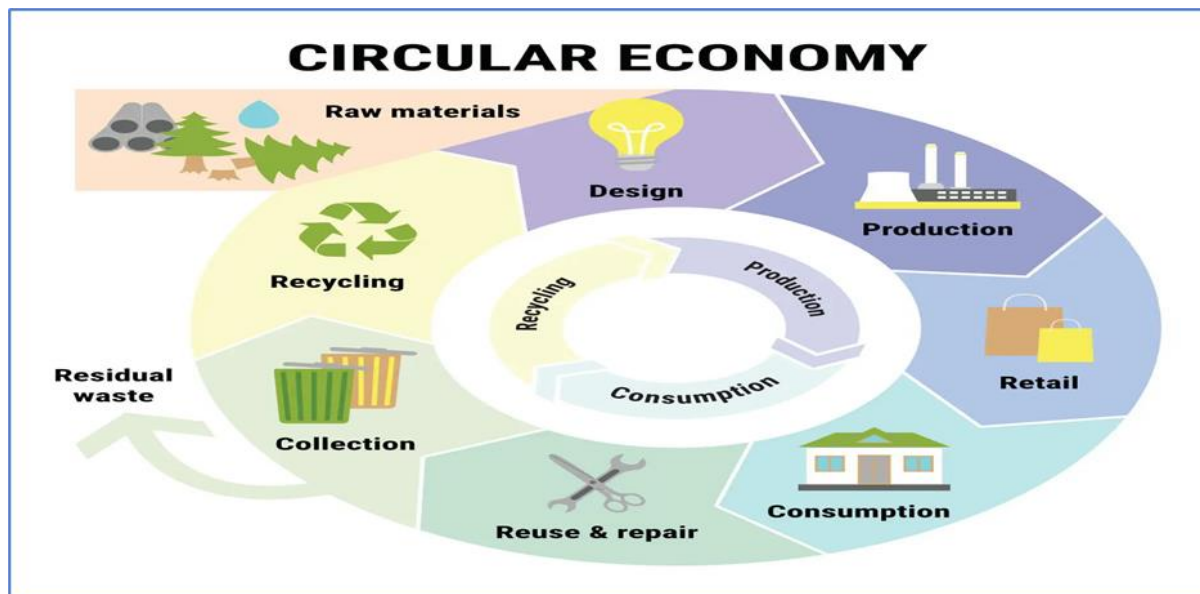 CIRCULAR ECONOMY
Raw materials
Design
Production
Retail
Consumption
Reuse & repair
Collection
Residual
waste
Recycling
Production
Consumption
Recycling